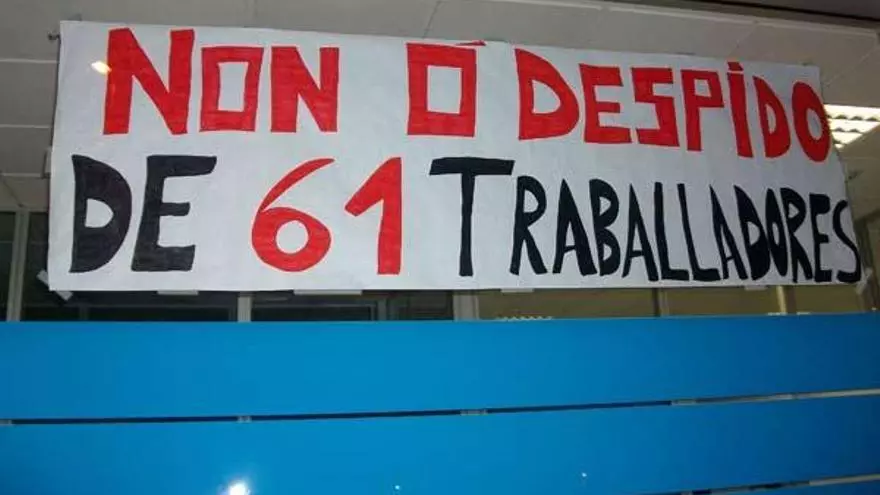 NON Ó DESPIDO
DE 61 TRABALLADORES